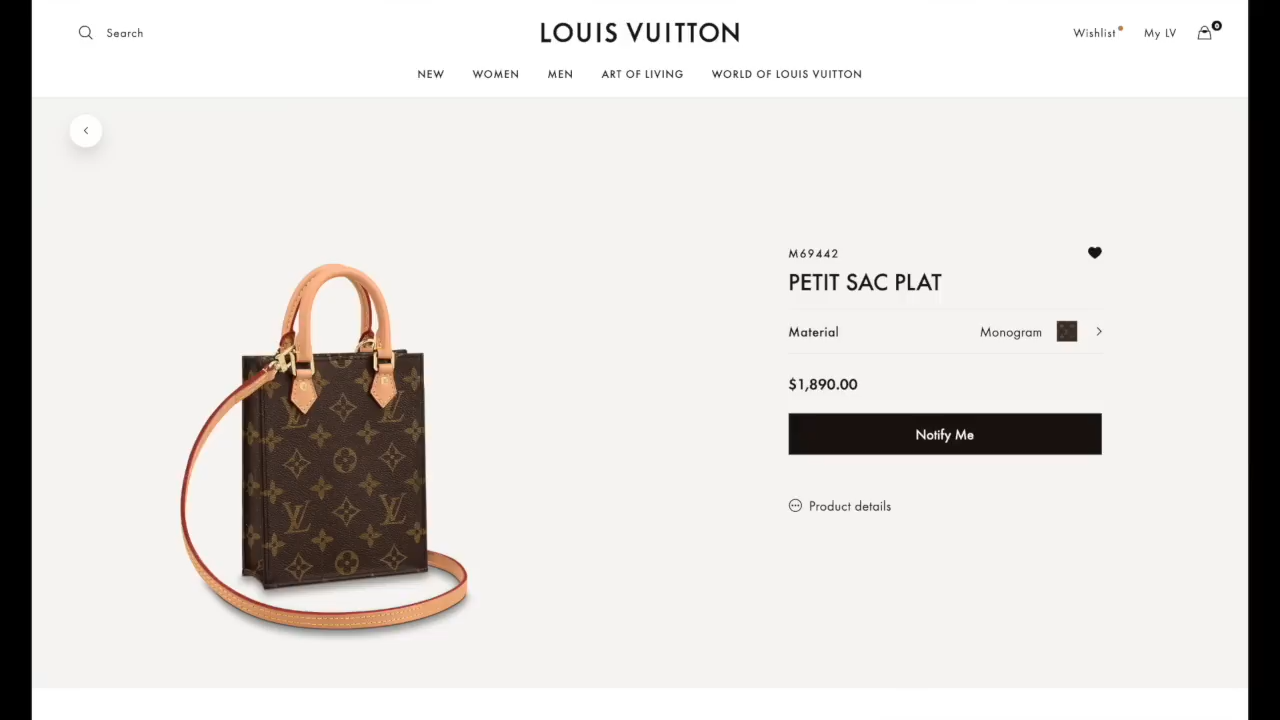 Search
LOUIS VUITTON
Wishlist
My LV
0
NEW
WOMEN
MEN
ART OF LIVING
WORLD OF LOUIS VUITTON
M69442
PETIT SAC PLAT
Material
Monogram
$1,890.00
Notify Me
Product details